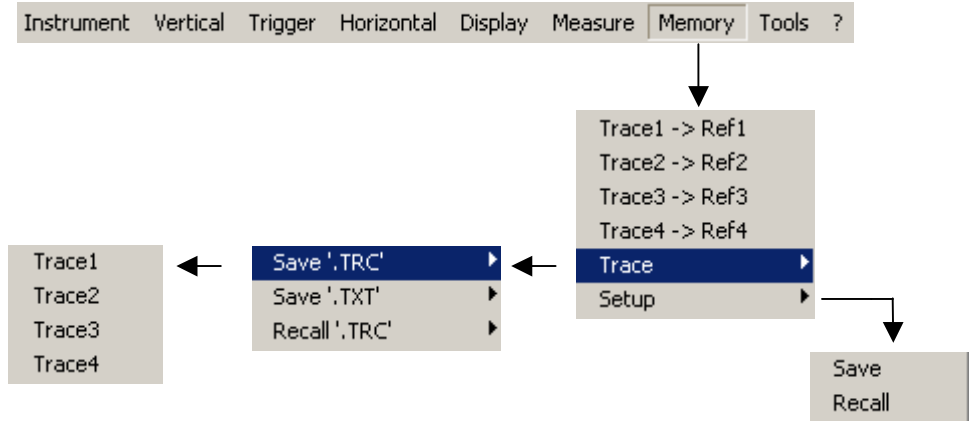 Instrument Vertical Trigger Horizontal Display Measure Memory Tools ?
Trace1 -> Ref1
Trace2 -> Ref2
Trace3 -> Ref3
Trace4 -> Ref4
Trace
Setup
Save '.TRC'
Save '.TXT'
Recall '.TRC'
Trace1
Trace2
Trace3
Trace4
Save
Recall